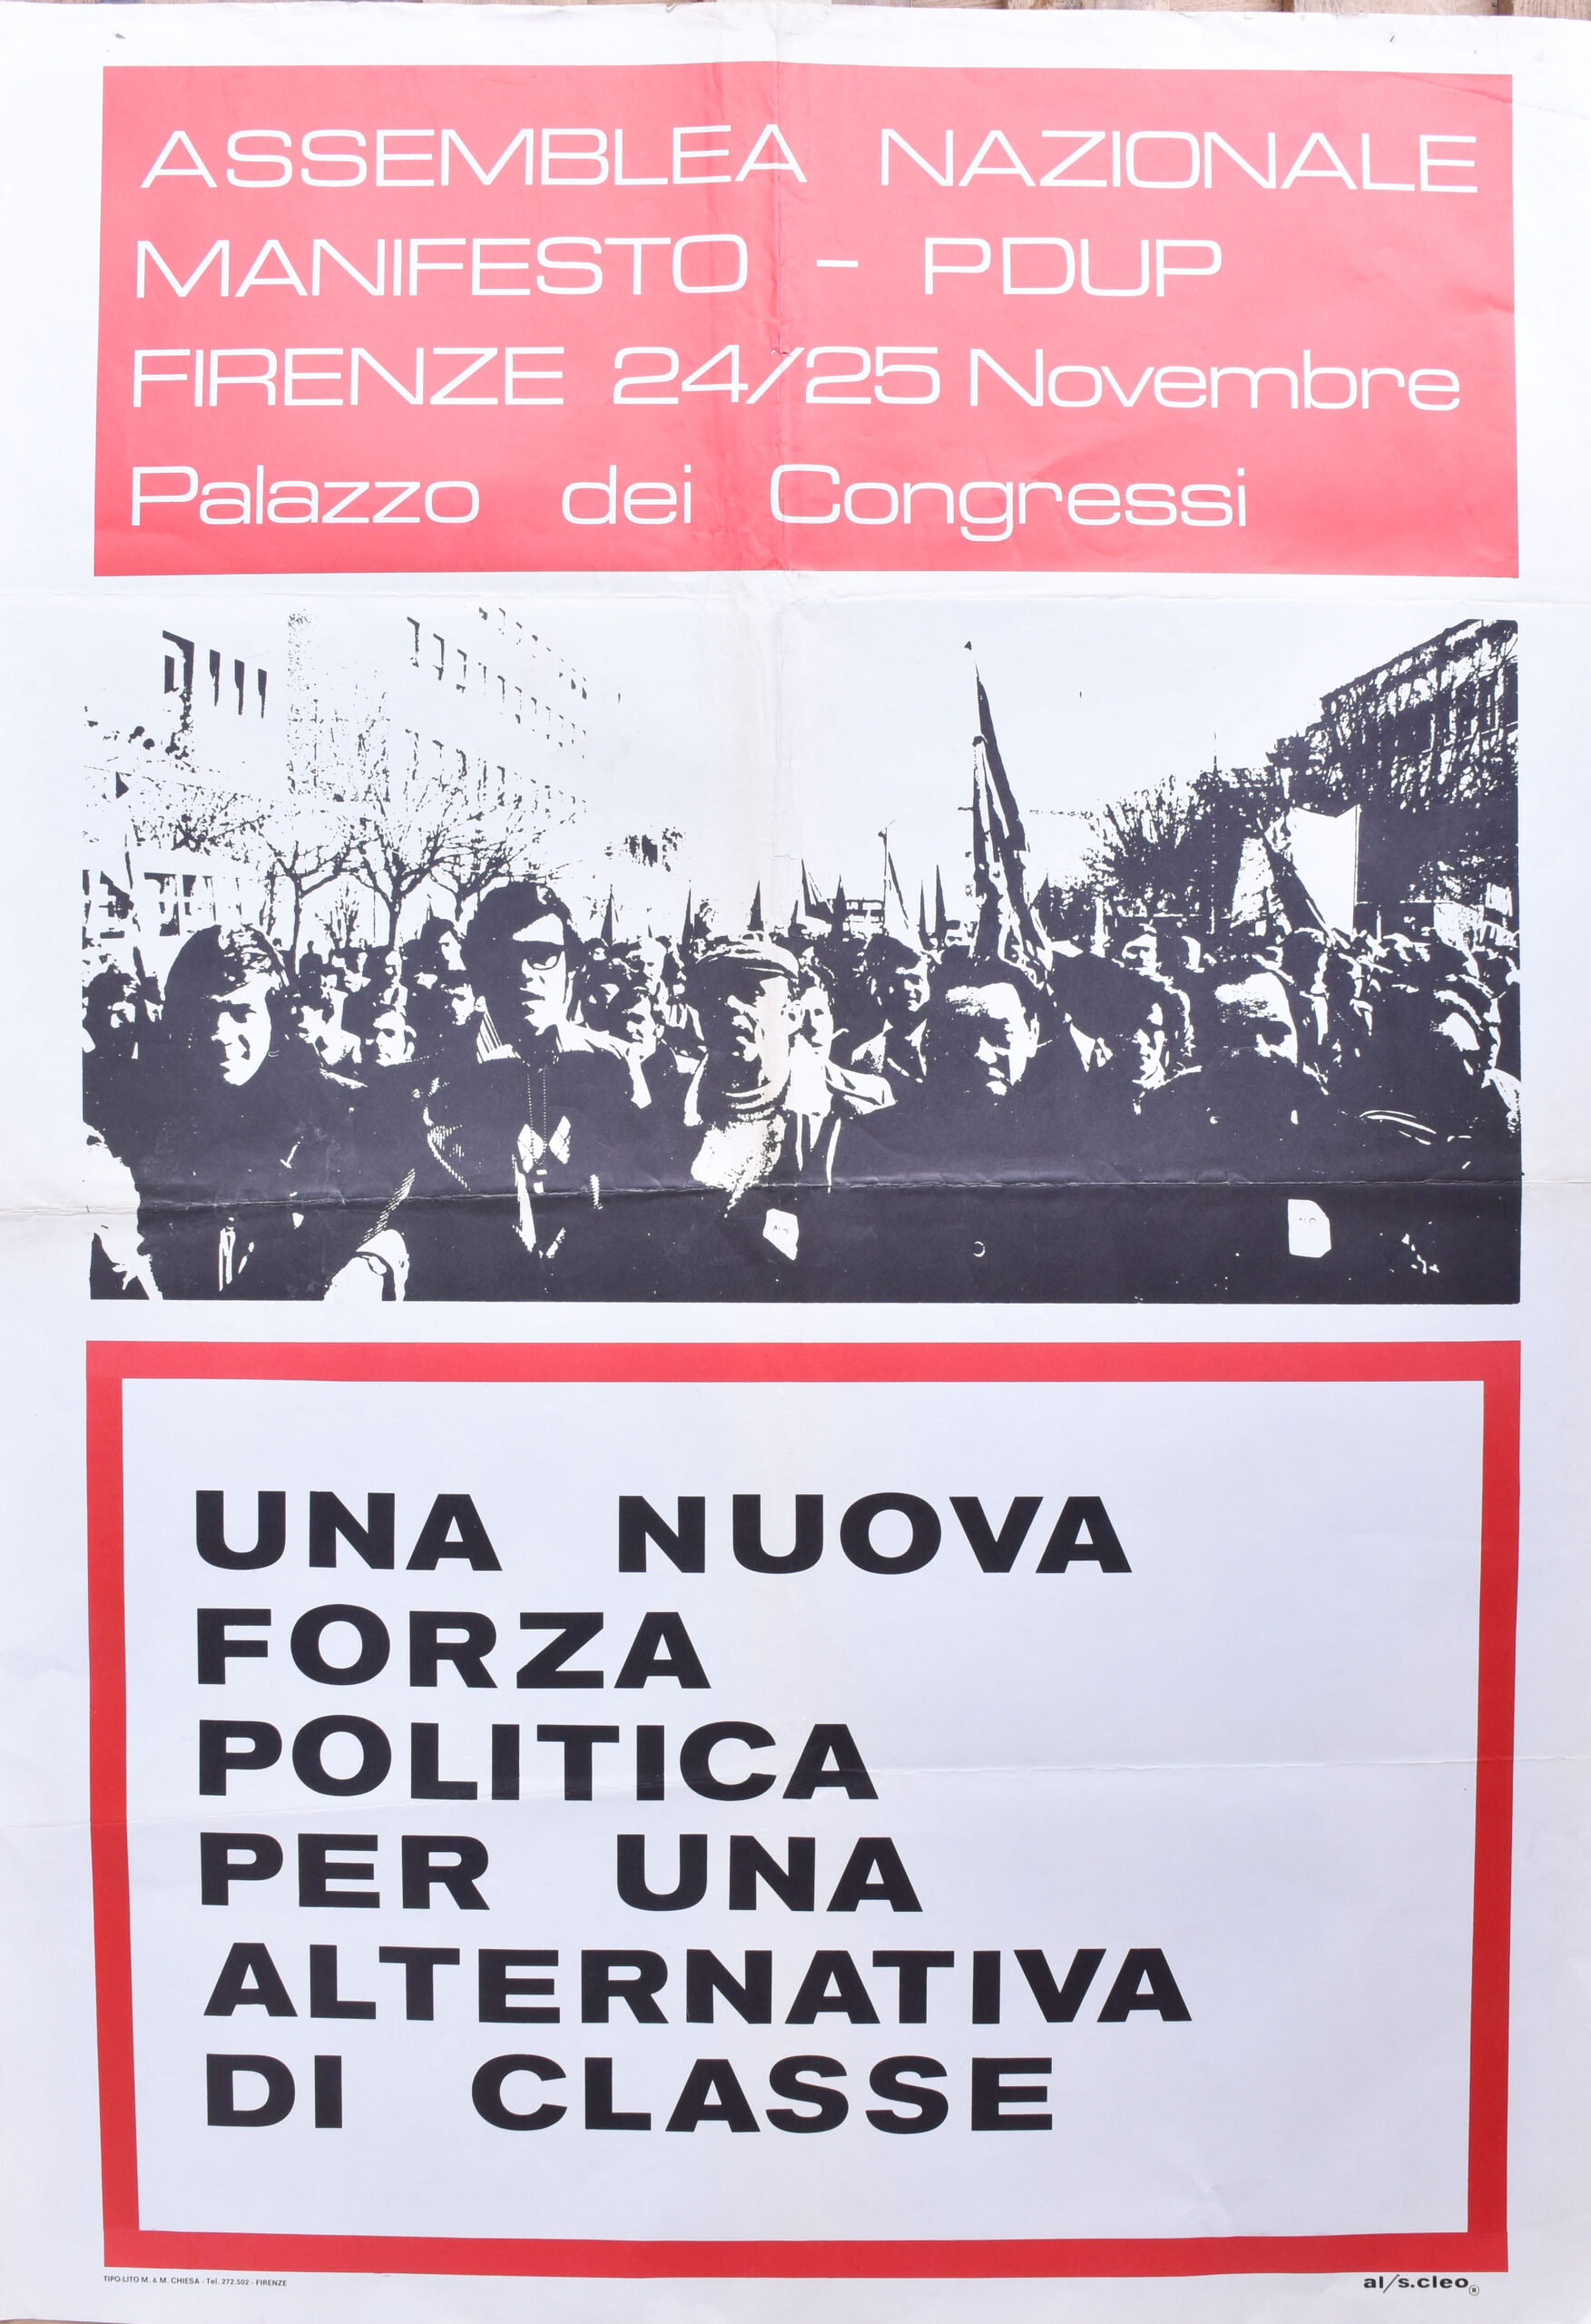 ASSEMBLEA NAZIONALE
MANIFESTO - PDUP
FIRENZE 24/25 Novembre
Palazzo dei Congressi
UNA NUOVA
FORZA
POLITICA
PER UNA
ALTERNATIVA
DI CLASSE
TIPO-LITO M. & M. CHIESA - Tel. 272.502 - FIRENZE
al/s.cleo ®